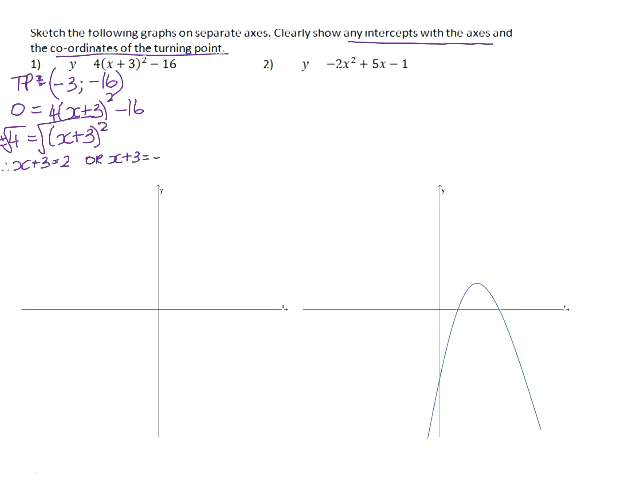 Sketch the following graphs on separate axes. Clearly show any intercepts with the axes and
the co-ordinates of the turning point.
1) y 4(x + 3)² − 16
2) y −2x² + 5x − 1
TP = (−3; −16)
0 = 4(x+3)² −16
±√4 = √(x+3)²
∴ x+3=2 OR x+3=−
y
y